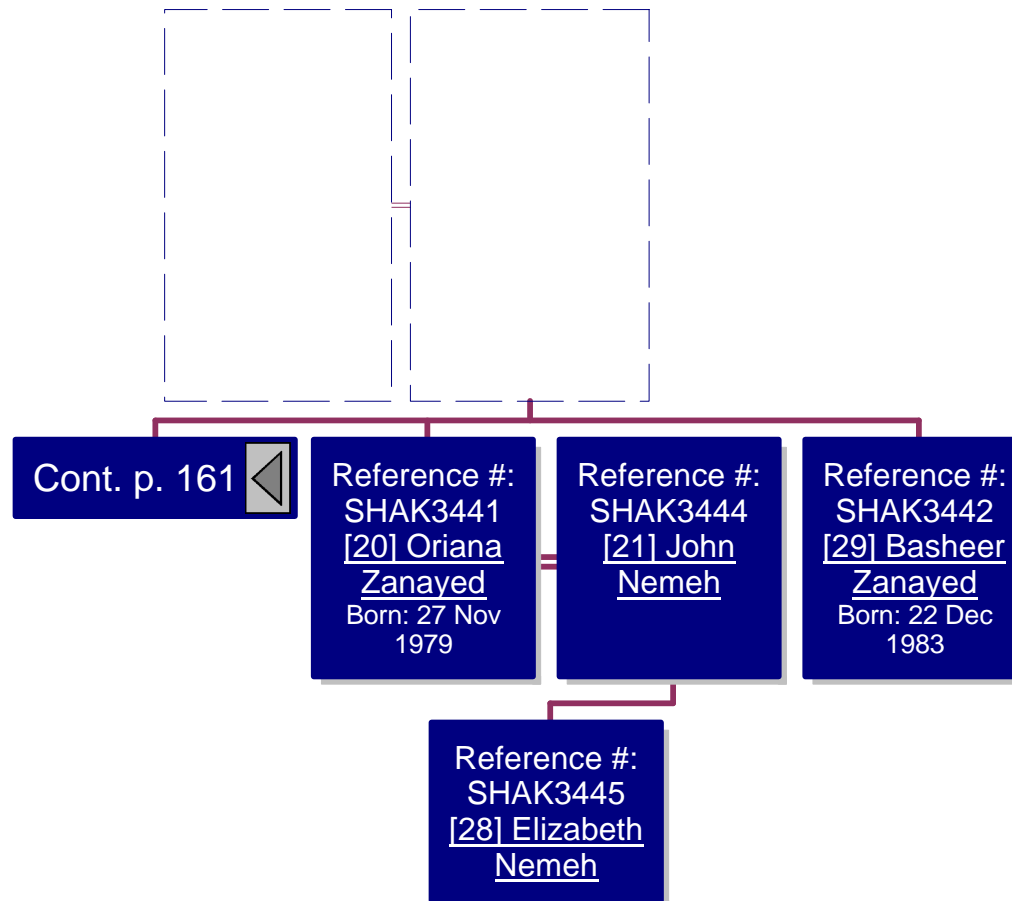 Cont. p. 161
Reference #:
SHAK3441
[20] Oriana
Zanayed
Born: 27 Nov
1979
Reference #:
SHAK3444
[21] John
Nemeh
Reference #:
SHAK3442
[29] Basheer
Zanayed
Born: 22 Dec
1983
Reference #:
SHAK3445
[28] Elizabeth
Nemeh